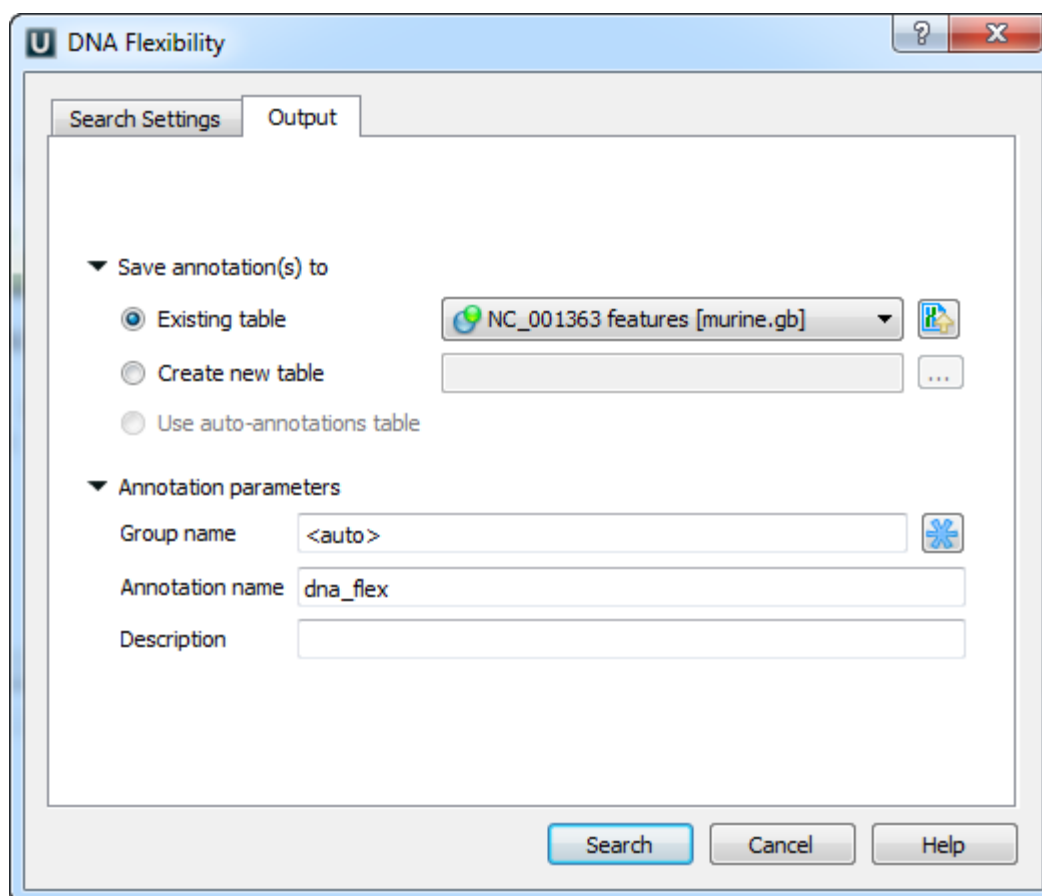 U DNA Flexibility ? X
Search Settings Output
Save annotation(s) to
Existing table NC_001363 features [murine.gb]
Create new table ...
Use auto-annotations table
Annotation parameters
Group name <auto>
Annotation name dna_flex
Description
Search Cancel Help